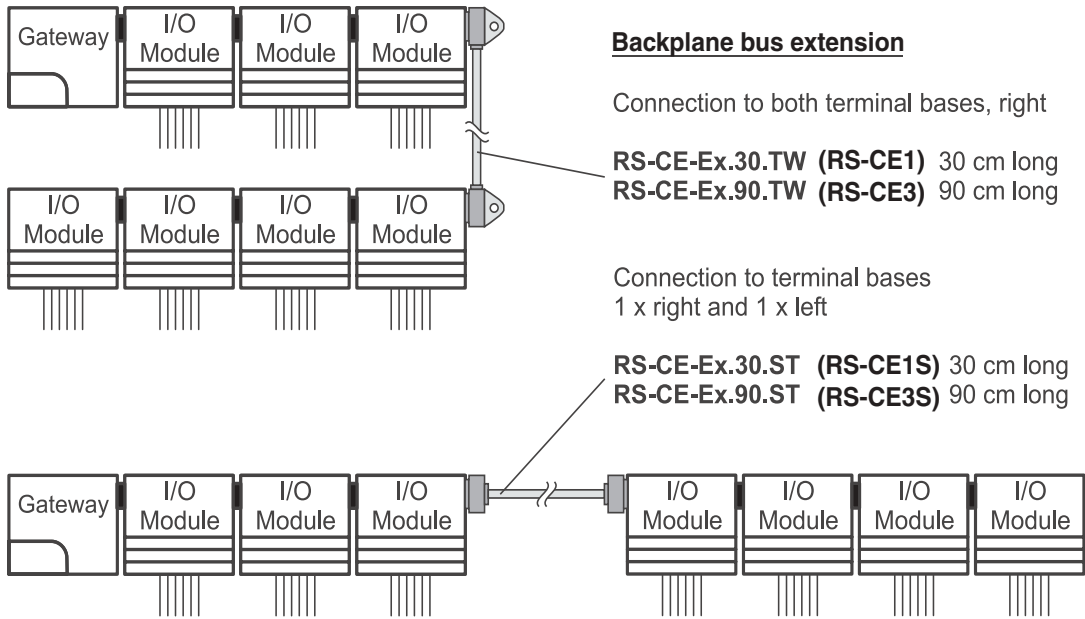 Gateway
I/O
Module
I/O
Module
I/O
Module
Backplane bus extension
Connection to both terminal bases, right
RS-CE-Ex.30.TW (RS-CE1) 30 cm long
RS-CE-Ex.90.TW (RS-CE3) 90 cm long
I/O
Module
I/O
Module
I/O
Module
I/O
Module
Connection to terminal bases
1 x right and 1 x left
RS-CE-Ex.30.ST (RS-CE1S) 30 cm long
RS-CE-Ex.90.ST (RS-CE3S) 90 cm long
Gateway
I/O
Module
I/O
Module
I/O
Module
I/O
Module
I/O
Module
I/O
Module
I/O
Module